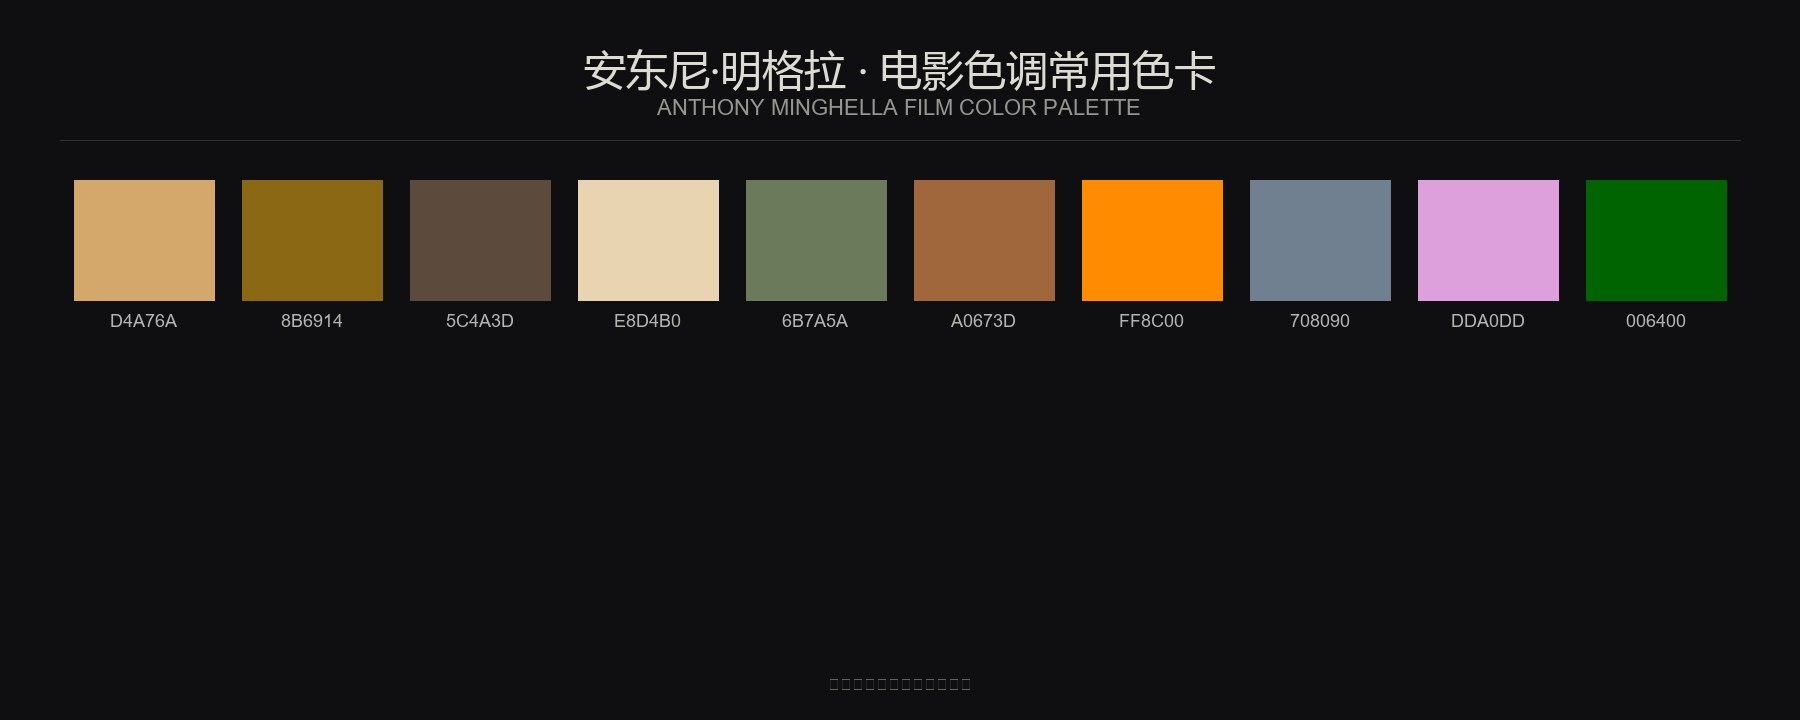 安东尼·明格拉 · 电影色调常用色卡
ANTHONY MINGHELLA FILM COLOR PALETTE
D4A76A 8B6914 5C4A3D E8D4B0 6B7A5A A0673D FF8C00 708090 DDA0DD 006400